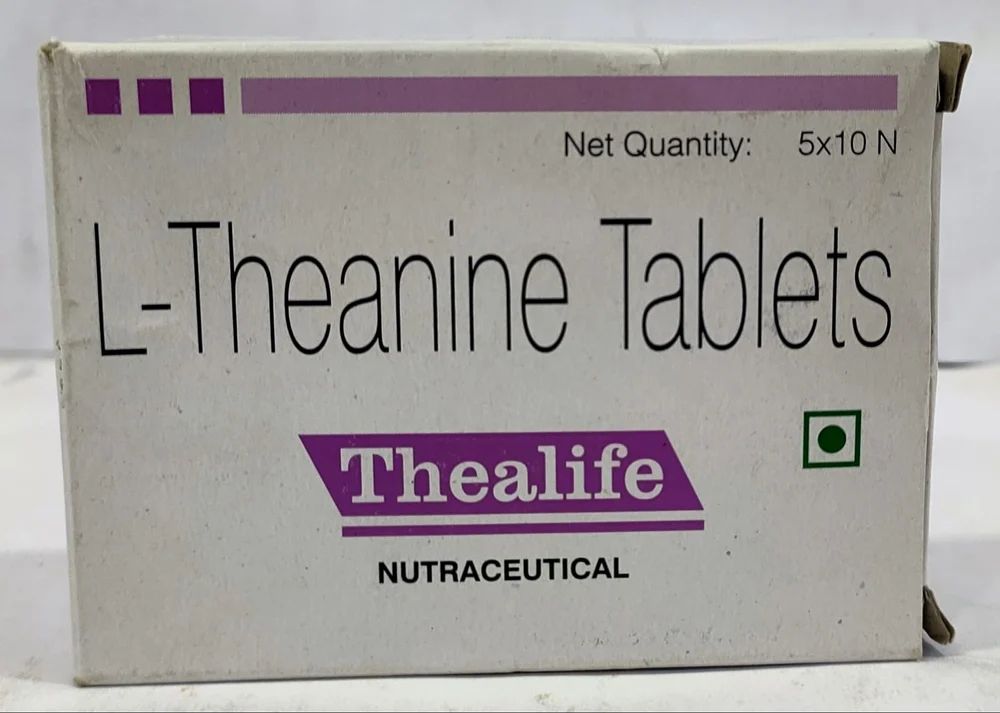 Net Quantity: 5x10 N
L-Theanine Tablets
Thealife
NUTRACEUTICAL